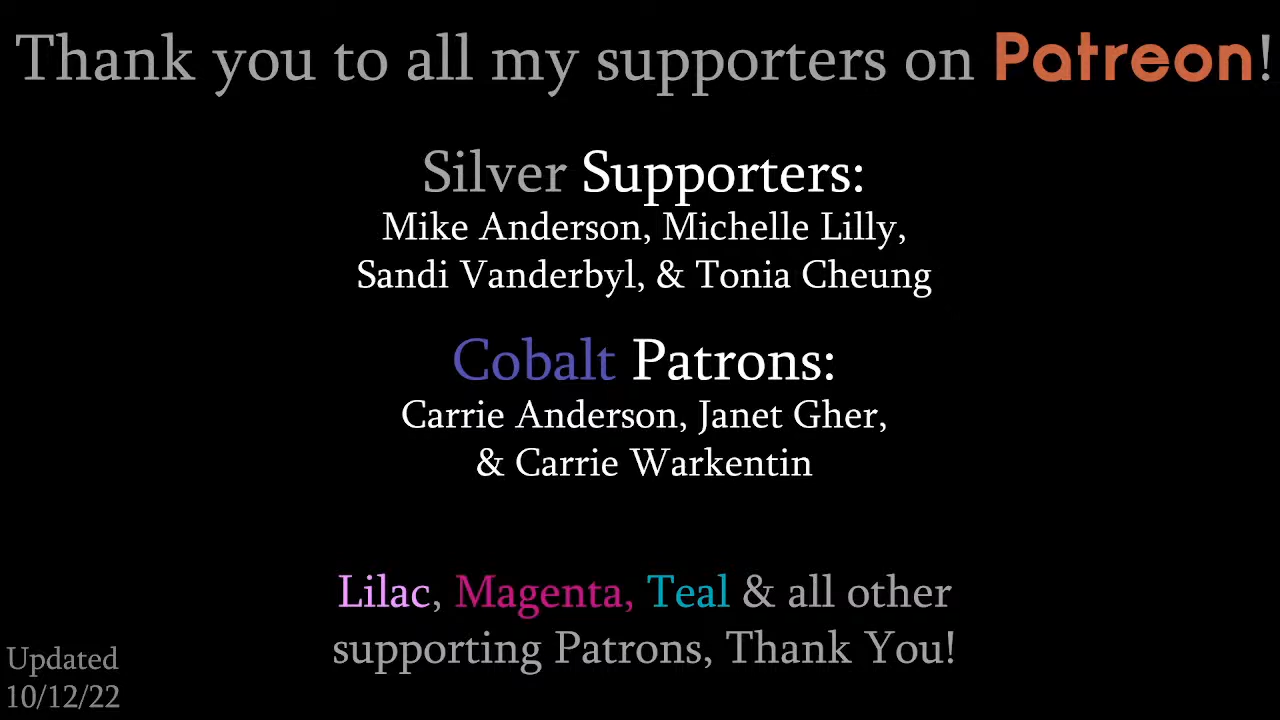 Thank you to all my supporters on Patreon!
Silver Supporters:
Mike Anderson, Michelle Lilly,
Sandi Vanderbyl, & Tonia Cheung
Cobalt Patrons:
Carrie Anderson, Janet Gher,
& Carrie Warkentin
Lilac, Magenta, Teal & all other
supporting Patrons, Thank You!
Updated
10/12/22